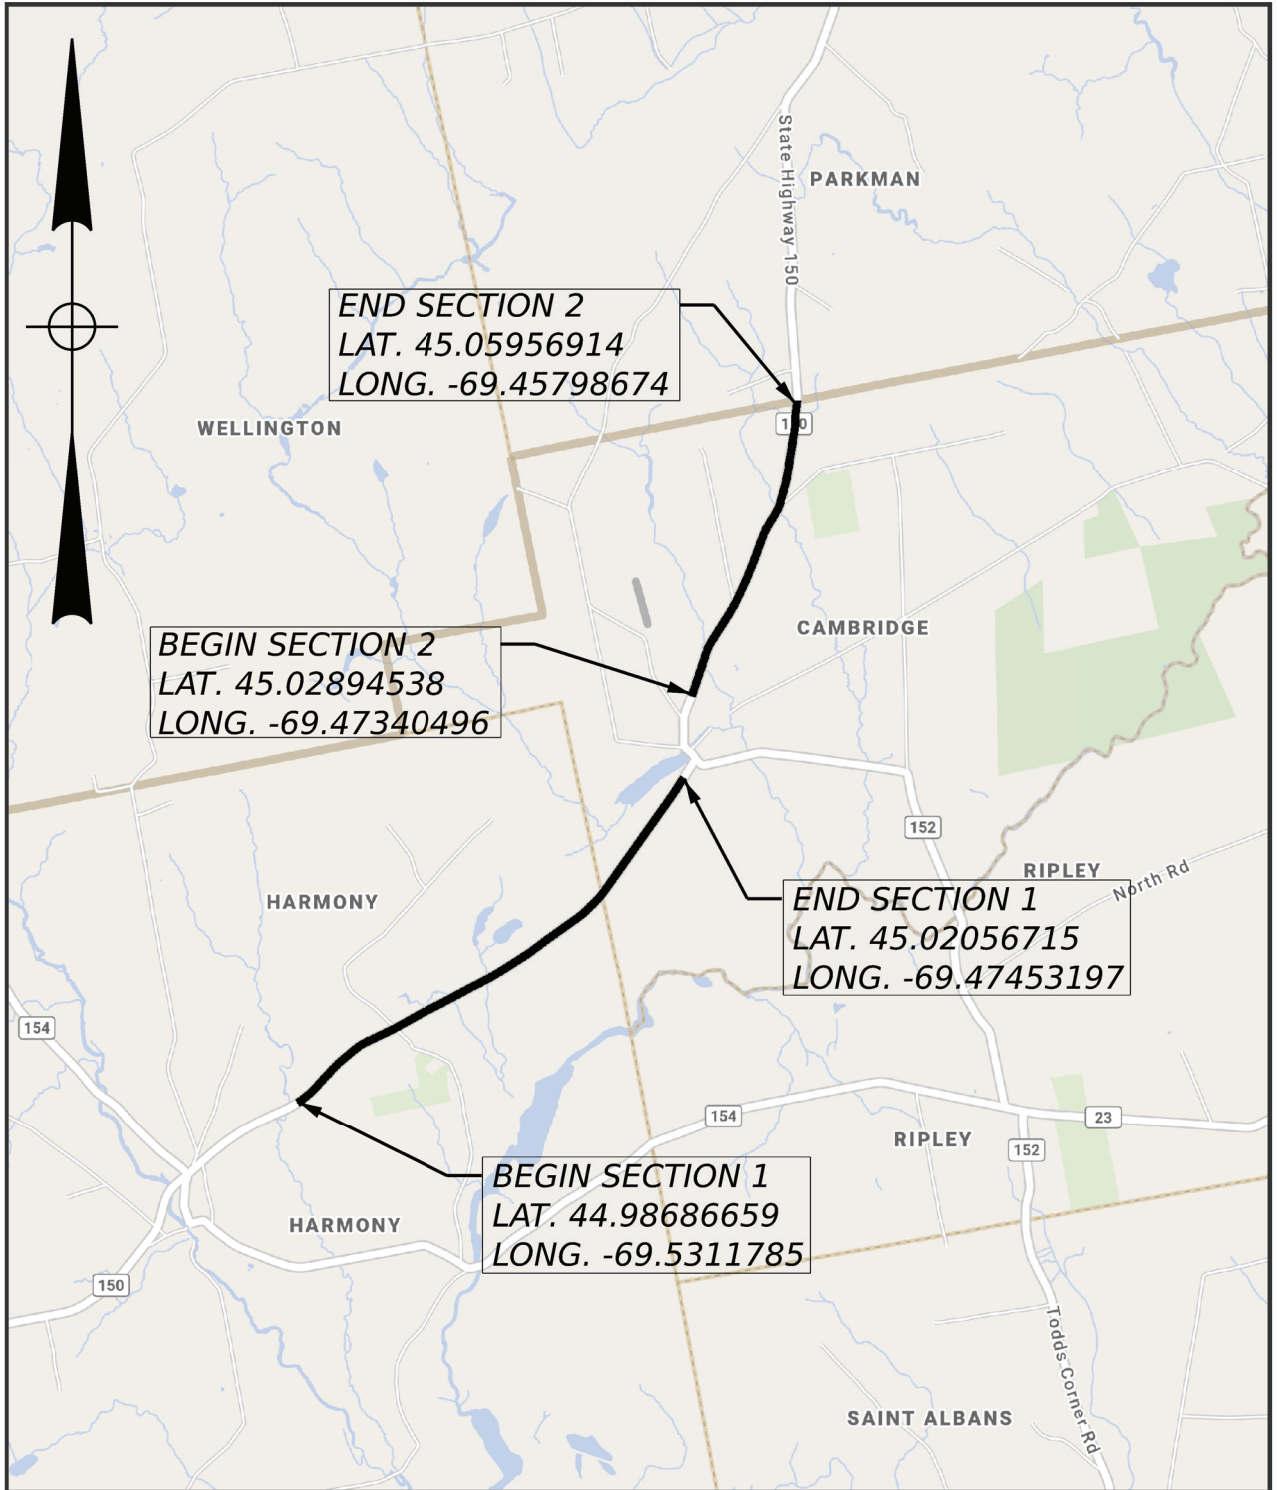 State Highway 150
PARKMAN
END SECTION 2
LAT. 45.05956914
LONG. -69.45798674
WELLINGTON
BEGIN SECTION 2
LAT. 45.02894538
LONG. -69.47340496
CAMBRIDGE
152
RIPLEY
North Rd
HARMONY
END SECTION 1
LAT. 45.02056715
LONG. -69.47453197
154
154
23
RIPLEY
152
BEGIN SECTION 1
LAT. 44.98686659
LONG. -69.5311785
HARMONY
150
Todds Corner Rd
SAINT ALBANS